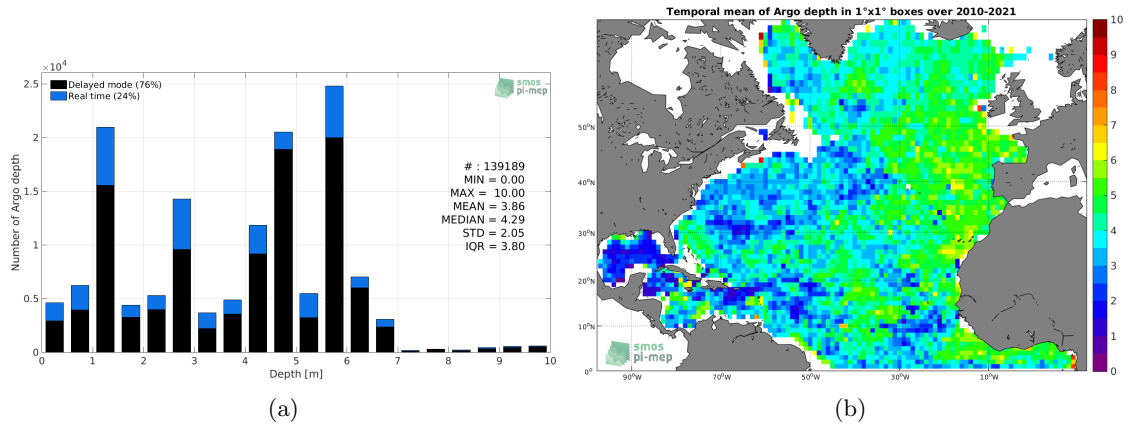 ×10⁴
Delayed mode (76%)
Real time (24%)
smos
pi-mep
# : 139189
MIN = 0.00
MAX = 10.00
MEAN = 3.86
MEDIAN = 4.29
STD = 2.05
IQR = 3.80
Number of Argo depth
2.5
2.0
1.5
1.0
0.5
0
0 1 2 3 4 5 6 7 8 9 10
Depth [m]
(a)
Temporal mean of Argo depth in 1°x1° boxes over 2010-2021
50°N
40°N
30°N
20°N
10°N
0°
90°W 70°W 50°W 30°W 10°W
smos
pi-mep
10
9
8
7
6
5
4
3
2
1
0
(b)